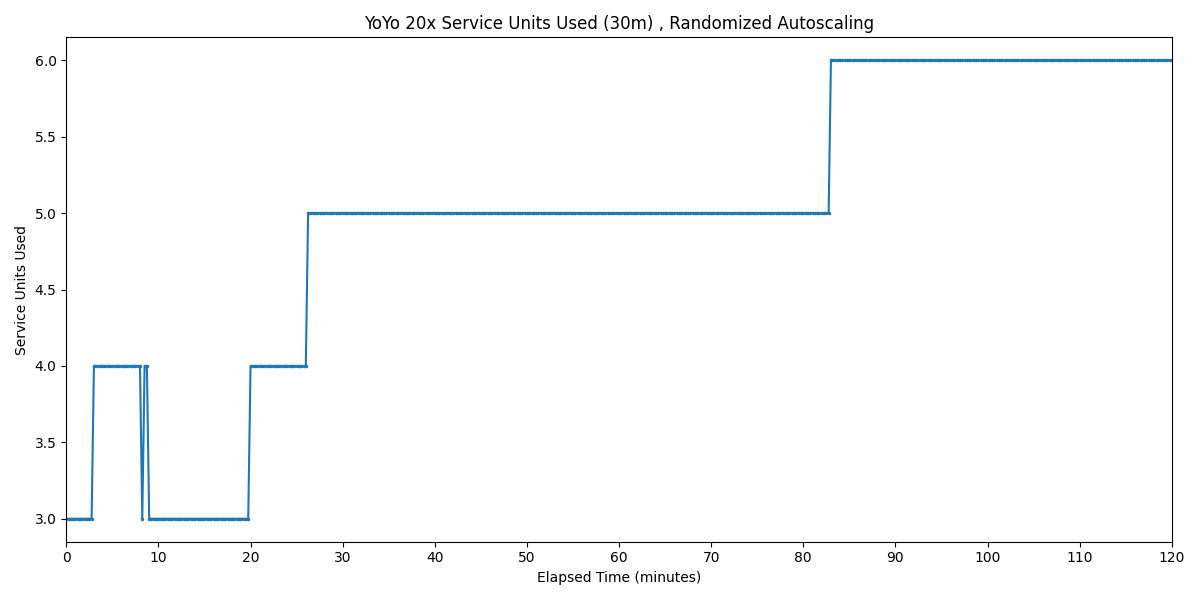 YoYo 20x Service Units Used (30m) , Randomized Autoscaling
6.0
5.5
5.0
4.5
4.0
3.5
3.0
Service Units Used
0 10 20 30 40 50 60 70 80 90 100 110 120
Elapsed Time (minutes)